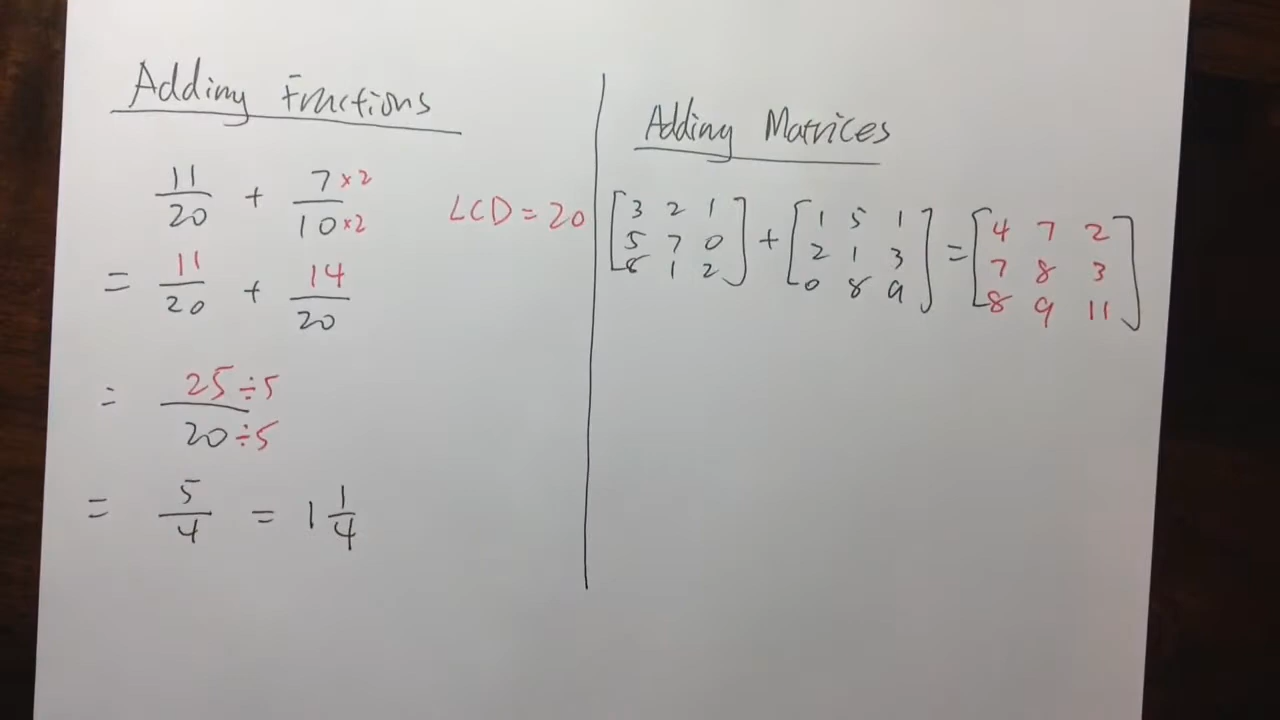 Adding Fractions
11/20 + 7×2/10×2 LCD = 20
= 11/20 + 14/20
= 25÷5/20÷5
= 5/4 = 1 1/4
Adding Matrices
[3 2 1] + [1 5 1] = [4 7 2]
[5 7 0] [2 1 3] [7 8 3]
[8 1 2] [0 8 9] [8 9 11]